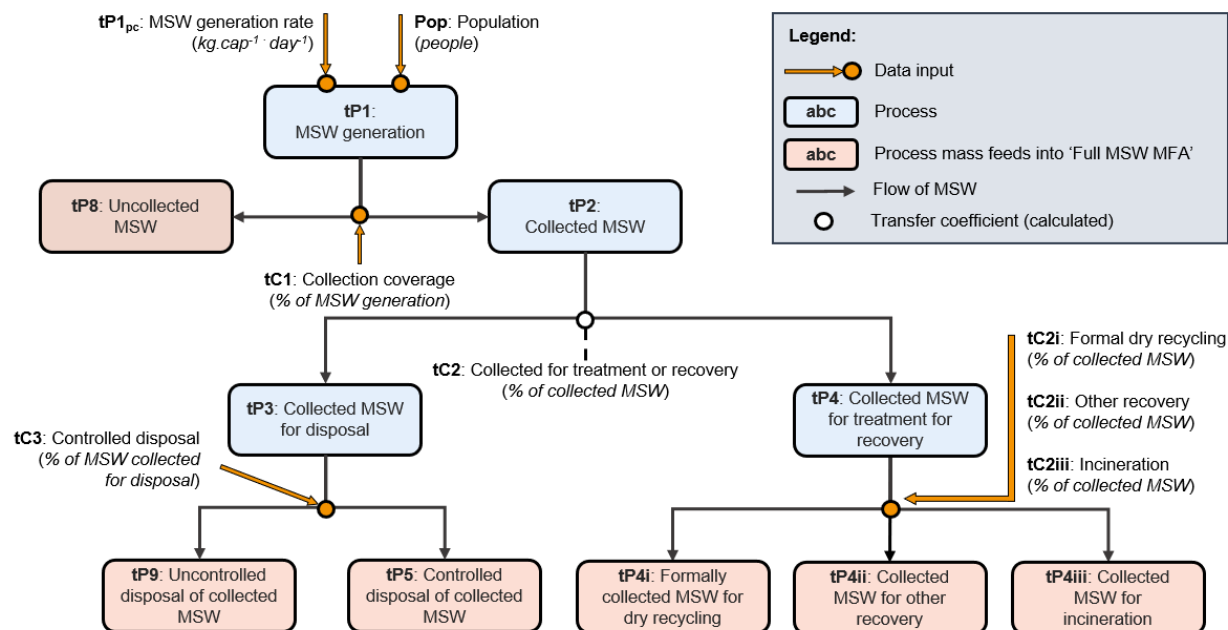 tP1pc: MSW generation rate
(kg.cap-1 · day-1)
Pop: Population
(people)
Legend:
Data input
abc
Process
abc
Process mass feeds into ‘Full MSW MFA’
Flow of MSW
Transfer coefficient (calculated)
tP1:
MSW generation
tP8: Uncollected
MSW
tP2:
Collected MSW
tC1: Collection coverage
(% of MSW generation)
tC2: Collected for treatment or recovery
(% of collected MSW)
tC2i: Formal dry recycling
(% of collected MSW)
tC2ii: Other recovery
(% of collected MSW)
tC2iii: Incineration
(% of collected MSW)
tP3: Collected MSW
for disposal
tP4: Collected MSW
for treatment for
recovery
tC3: Controlled disposal
(% of MSW collected
for disposal)
tP9: Uncontrolled
disposal of collected
MSW
tP5: Controlled
disposal of collected
MSW
tP4i: Formally
collected MSW for
dry recycling
tP4ii: Collected
MSW for other
recovery
tP4iii: Collected
MSW for
incineration